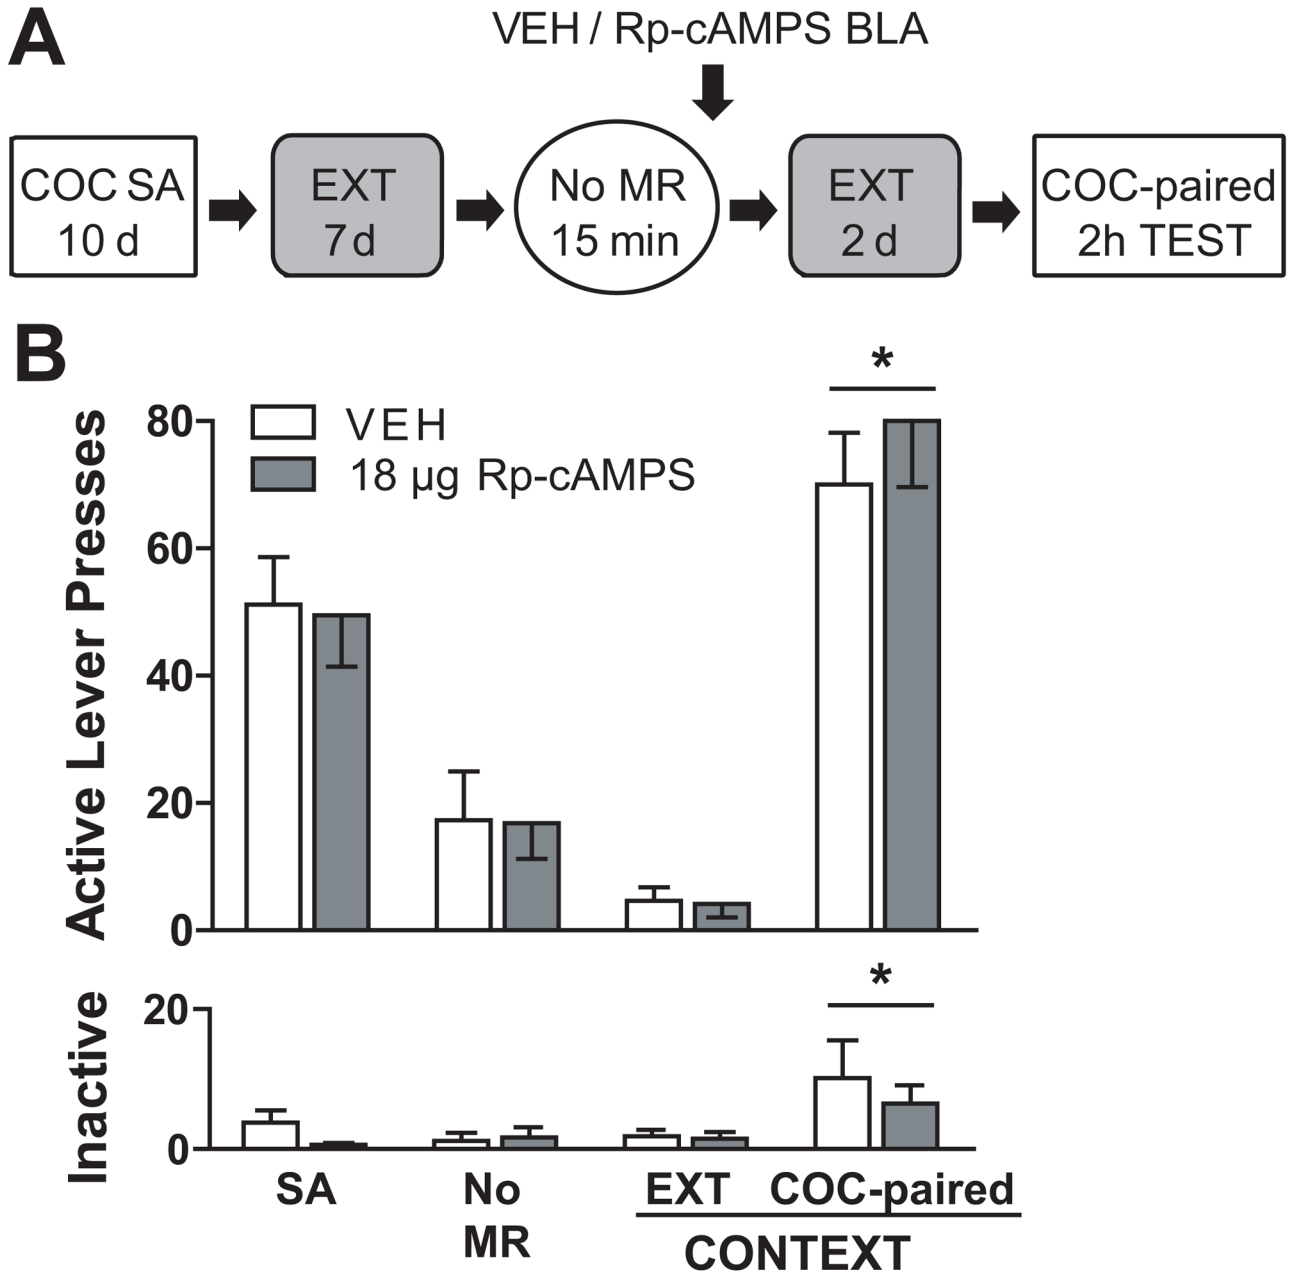 A
VEH / Rp-cAMPS BLA
COC SA
10 d
EXT
7 d
No MR
15 min
EXT
2 d
COC-paired
2h TEST
B
*
VEH
18 µg Rp-cAMPS
Active Lever Presses
80
60
40
20
0
*
Inactive
20
0
SA
No
MR
EXT
COC-paired
CONTEXT